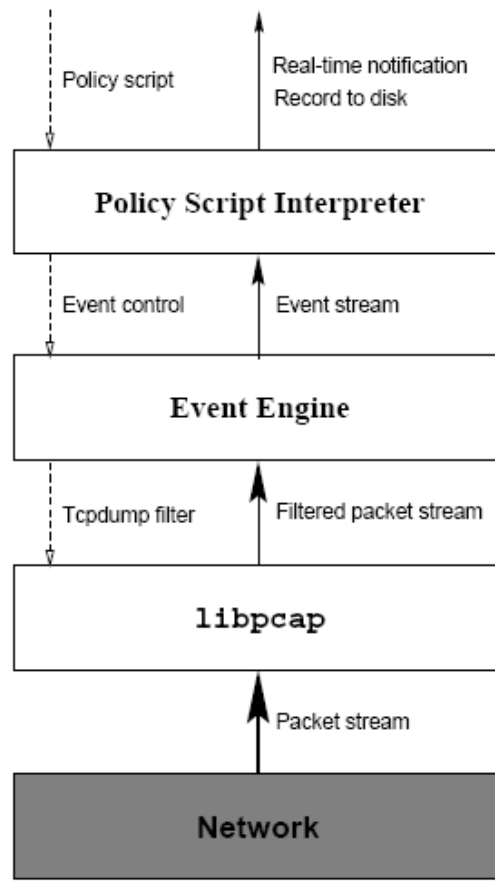 Policy script
Real-time notification
Record to disk
Policy Script Interpreter
Event control
Event stream
Event Engine
Tcpdump filter
Filtered packet stream
libpcap
Packet stream
Network